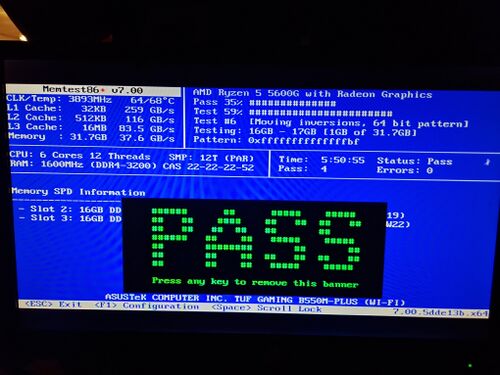 Memtest86+ v7.00
AMD Ryzen 5 5600G with Radeon Graphics
CLK/Temp: 3893MHz 64/68°C
Pass 35% ##############
L1 Cache: 32KB 259 GB/s
Test 59% #######################
L2 Cache: 512KB 116 GB/s
Test #6 [Moving inversions, 64 bit pattern]
L3 Cache: 16MB 83.5 GB/s
Testing: 16GB - 17GB [1GB of 31.7GB]
Memory : 31.7GB 37.6 GB/s
Pattern: 0xffffffffffffffbf
CPU: 6 Cores 12 Threads SMP: 12T (PAR)
Time: 5:50:55 Status: Pass
RAM: 1600MHz (DDR4-3200) CAS 22-22-22-52
Pass: 4 Errors: 0
Memory SPD Information
- Slot 2: 16GB DD
19)
- Slot 3: 16GB DD
W22)
PASS
Press any key to remove this banner
ASUSTeK COMPUTER INC. TUF GAMING B550M-PLUS (WI-FI)
<ESC> Exit <F1> Configuration <Space> Scroll Lock
7.00.5dde13b.x64